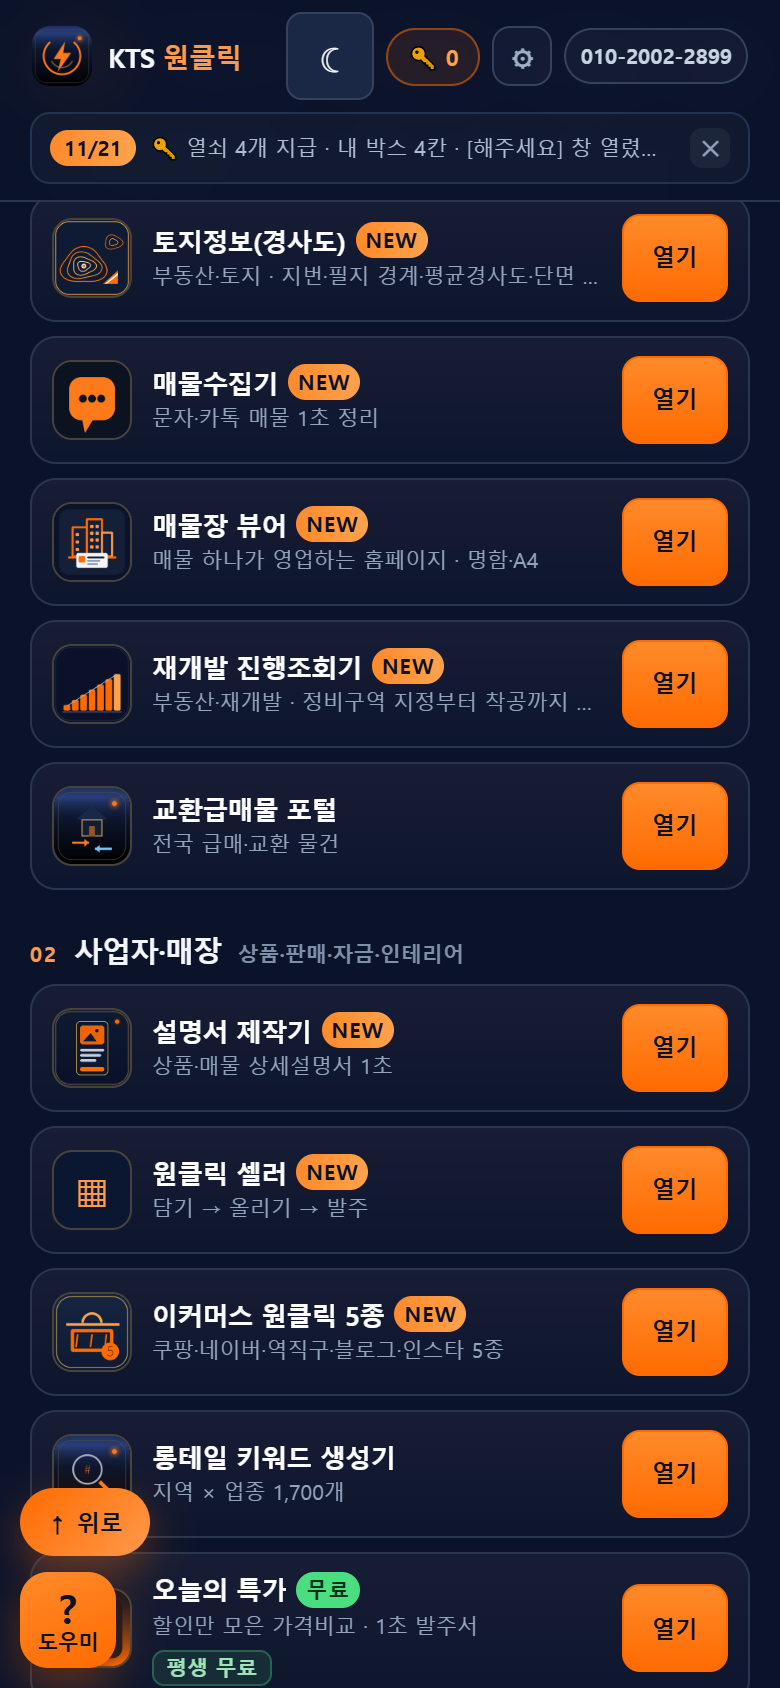 KTS 원클릭
☾
🔑 0
⚙
010-2002-2899
11/21 🔑 열쇠 4개 지급 · 내 박스 4칸 · [해주세요] 창 열렸... ✕
토지정보(경사도) NEW
부동산·토지 · 지번·필지 경계·평균경사도·단면 ...
열기
매물수집기 NEW
문자·카톡 매물 1초 정리
열기
매물장 뷰어 NEW
매물 하나가 영업하는 홈페이지 · 명함·A4
열기
재개발 진행조회기 NEW
부동산·재개발 · 정비구역 지정부터 착공까지 ...
열기
교환급매물 포털
전국 급매·교환 물건
열기
02 사업자·매장 상품·판매·자금·인테리어
설명서 제작기 NEW
상품·매물 상세설명서 1초
열기
원클릭 셀러 NEW
담기 → 올리기 → 발주
열기
이커머스 원클릭 5종 NEW
쿠팡·네이버·역직구·블로그·인스타 5종
5
열기
롱테일 키워드 생성기
지역 × 업종 1,700개
#
열기
↑ 위로
오늘의 특가 무료
할인만 모은 가격비교 · 1초 발주서
평생 무료
열기
?
도우미